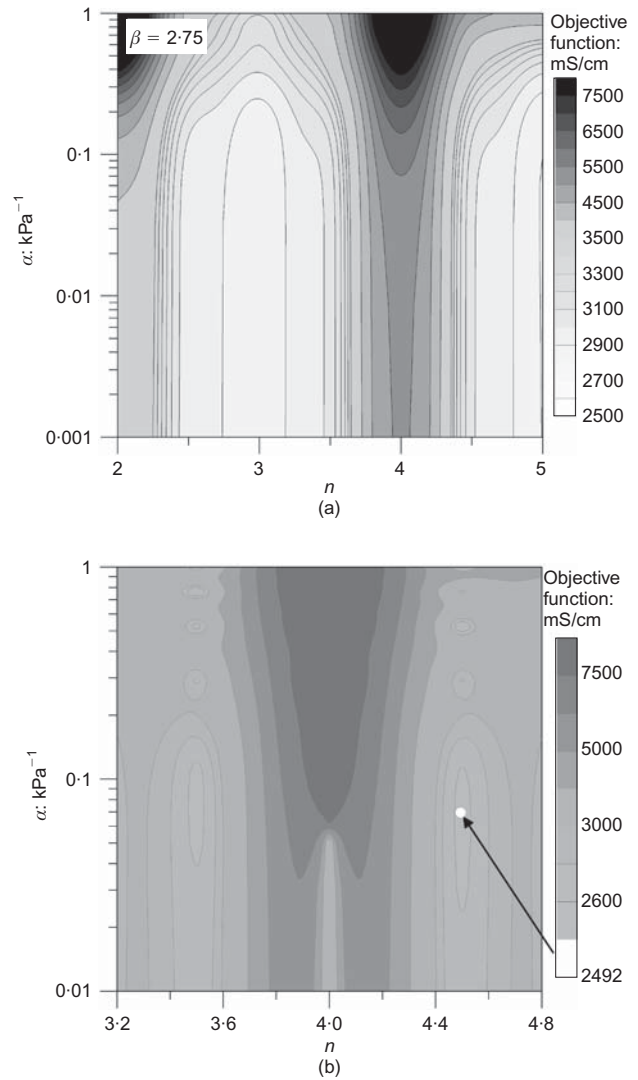 β = 2·75
Objective
function:
mS/cm
1
0·1
0·01
0·001
α: kPa⁻¹
7500
6500
5500
4500
3500
3300
3100
2900
2700
2500
2 3 4 5
n
(a)
Objective
function:
mS/cm
1
0·1
0·01
α: kPa⁻¹
7500
5000
3000
2600
2492
3·2 3·6 4·0 4·4 4·8
n
(b)